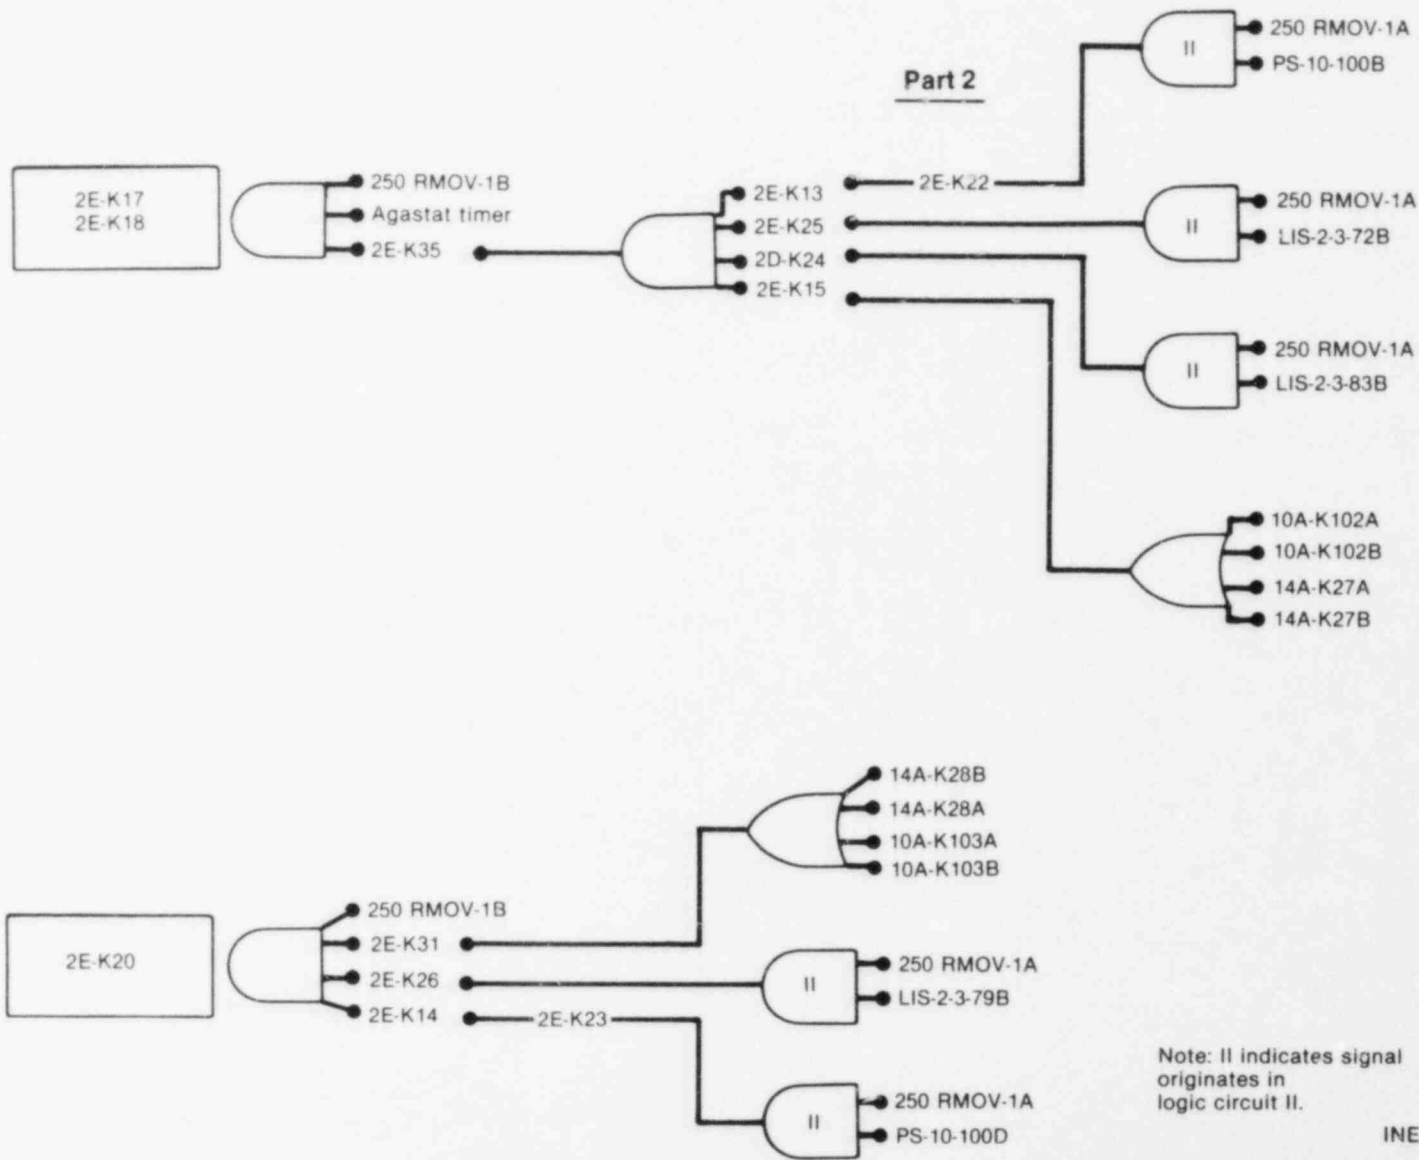 Part 2
250 RMOV-1A
II
PS-10-100B
2E-K17
2E-K18
250 RMOV-1B
Agastat timer
2E-K35
2E-K13
2E-K25
2D-K24
2E-K15
2E-K22
250 RMOV-1A
II
LIS-2-3-72B
250 RMOV-1A
II
LIS-2-3-83B
10A-K102A
10A-K102B
14A-K27A
14A-K27B
14A-K28B
14A-K28A
10A-K103A
10A-K103B
2E-K20
250 RMOV-1B
2E-K31
2E-K26
2E-K14
2E-K23
250 RMOV-1A
II
LIS-2-3-79B
250 RMOV-1A
II
PS-10-100D
Note: II indicates signal
originates in
logic circuit II.
INE